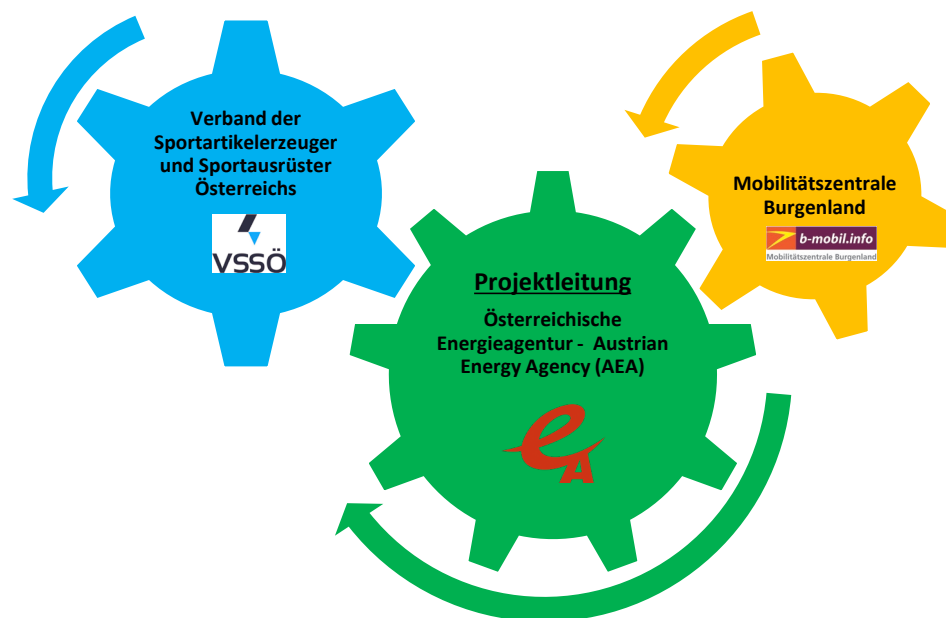 Verband der
Sportartikelerzeuger
und Sportausrüster
Österreichs
VSSÖ
Mobilitätszentrale
Burgenland
b-mobil.info
Mobilitätszentrale Burgenland
Projektleitung
Österreichische
Energieagentur - Austrian
Energy Agency (AEA)
eA